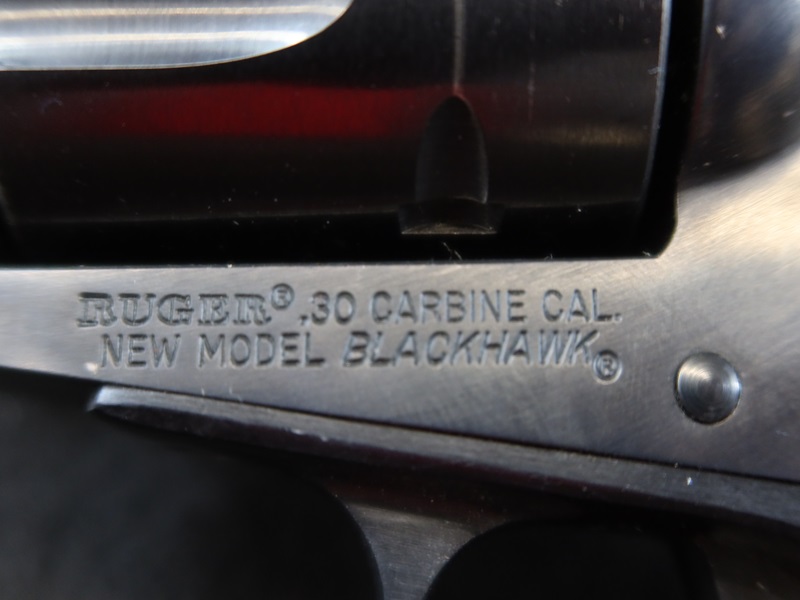 RUGER® .30 CARBINE CAL.
NEW MODEL BLACKHAWK®